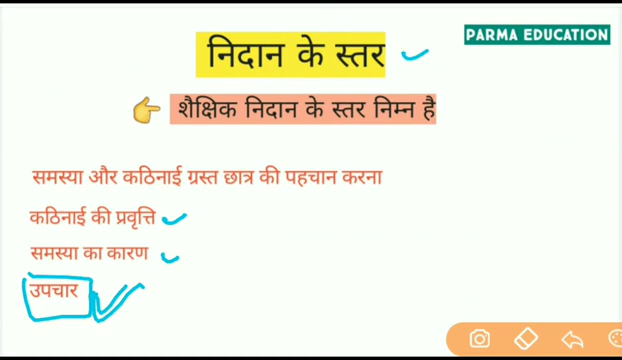 PARMA EDUCATION
निदान के स्तर
शैक्षिक निदान के स्तर निम्न है
समस्या और कठिनाई ग्रस्त छात्र की पहचान करना
कठिनाई की प्रवृत्ति
समस्या का कारण
उपचार